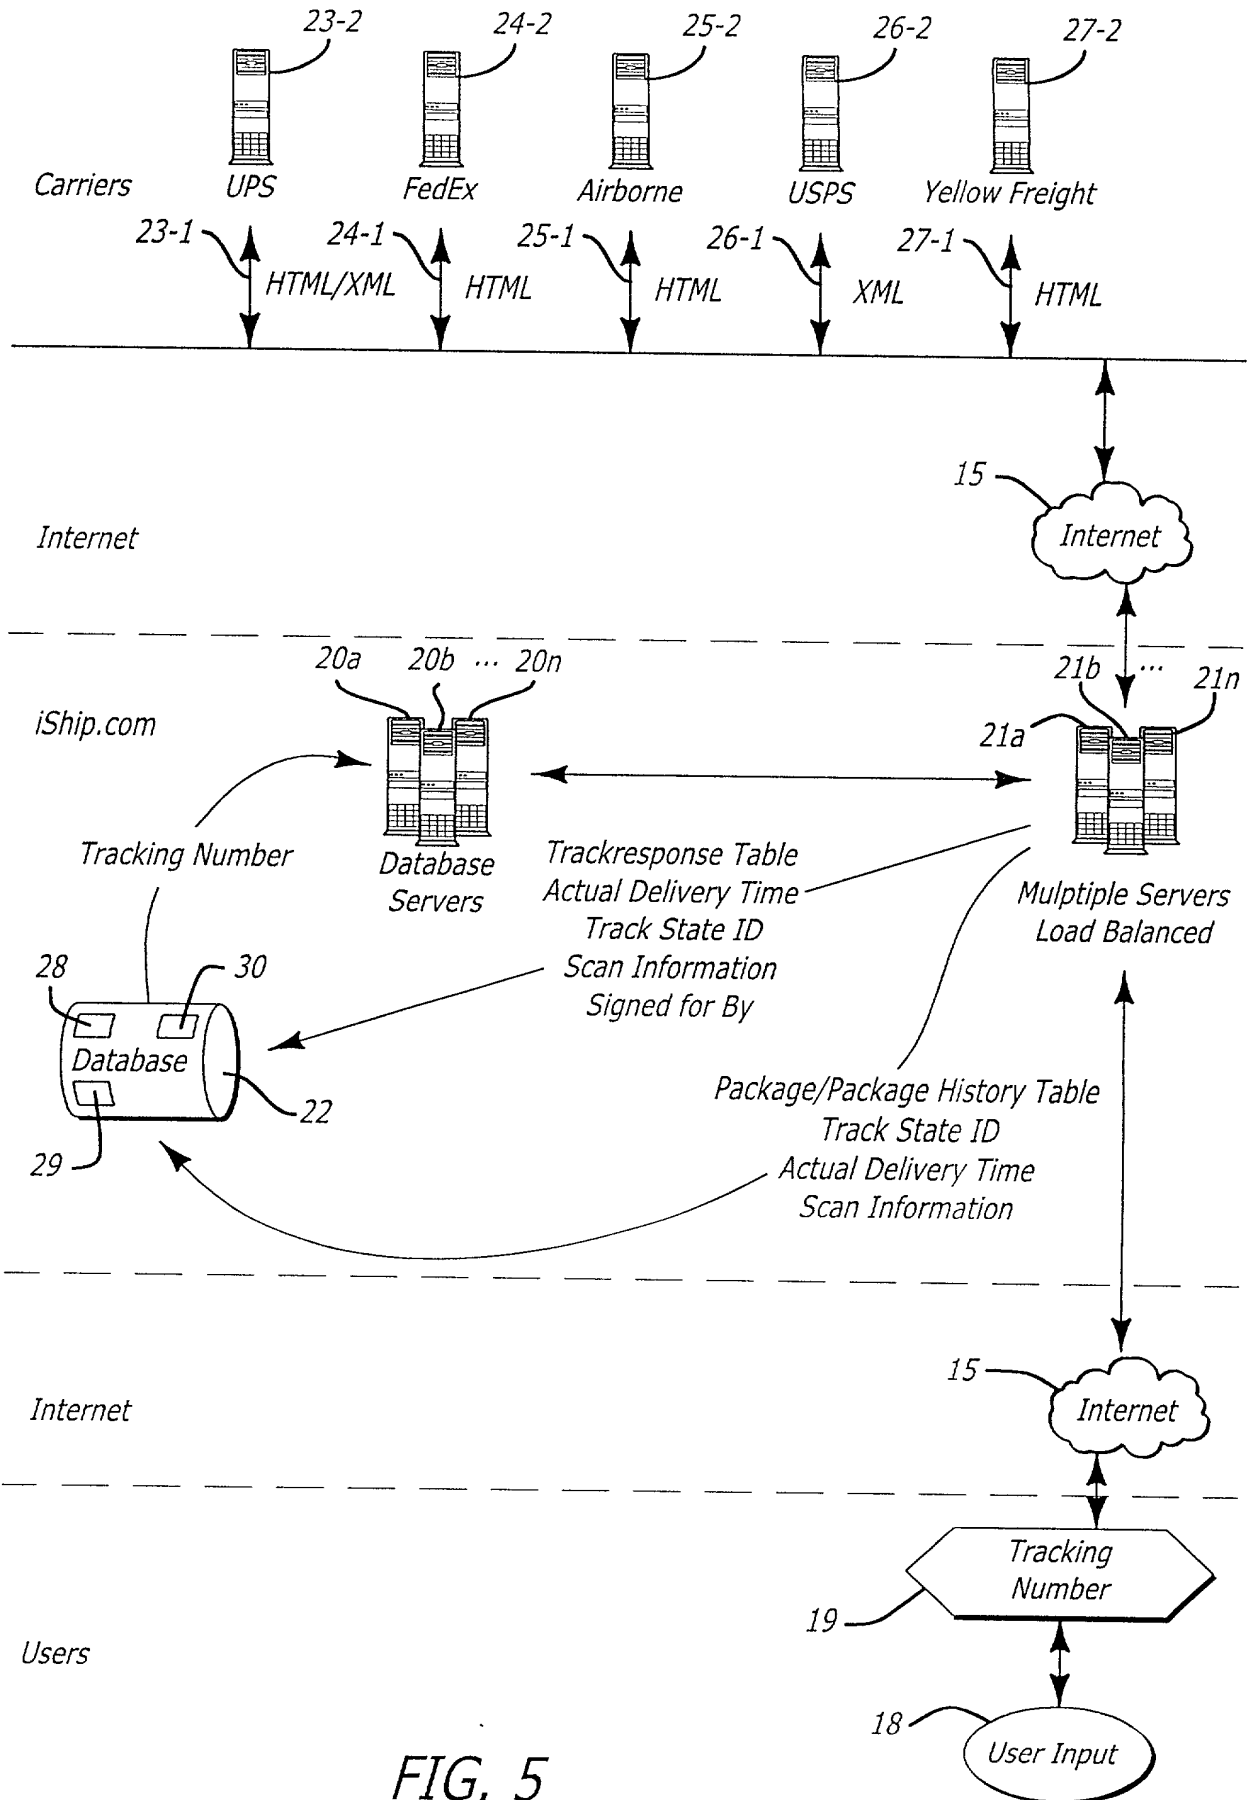 23-2
24-2
25-2
26-2
27-2
Carriers
UPS
FedEx
Airborne
USPS
Yellow Freight
23-1
24-1
25-1
26-1
27-1
HTML/XML
HTML
HTML
XML
HTML
15
Internet
Internet
20a
20b
...
20n
21b
...
21n
iShip.com
21a
Tracking Number
Database
Servers
Trackresponse Table
Actual Delivery Time
Track State ID
Scan Information
Signed for By
Mulptiple Servers
Load Balanced
28
30
Database
22
29
Package/Package History Table
Track State ID
Actual Delivery Time
Scan Information
15
Internet
Internet
Tracking
Number
19
Users
18
User Input
FIG. 5